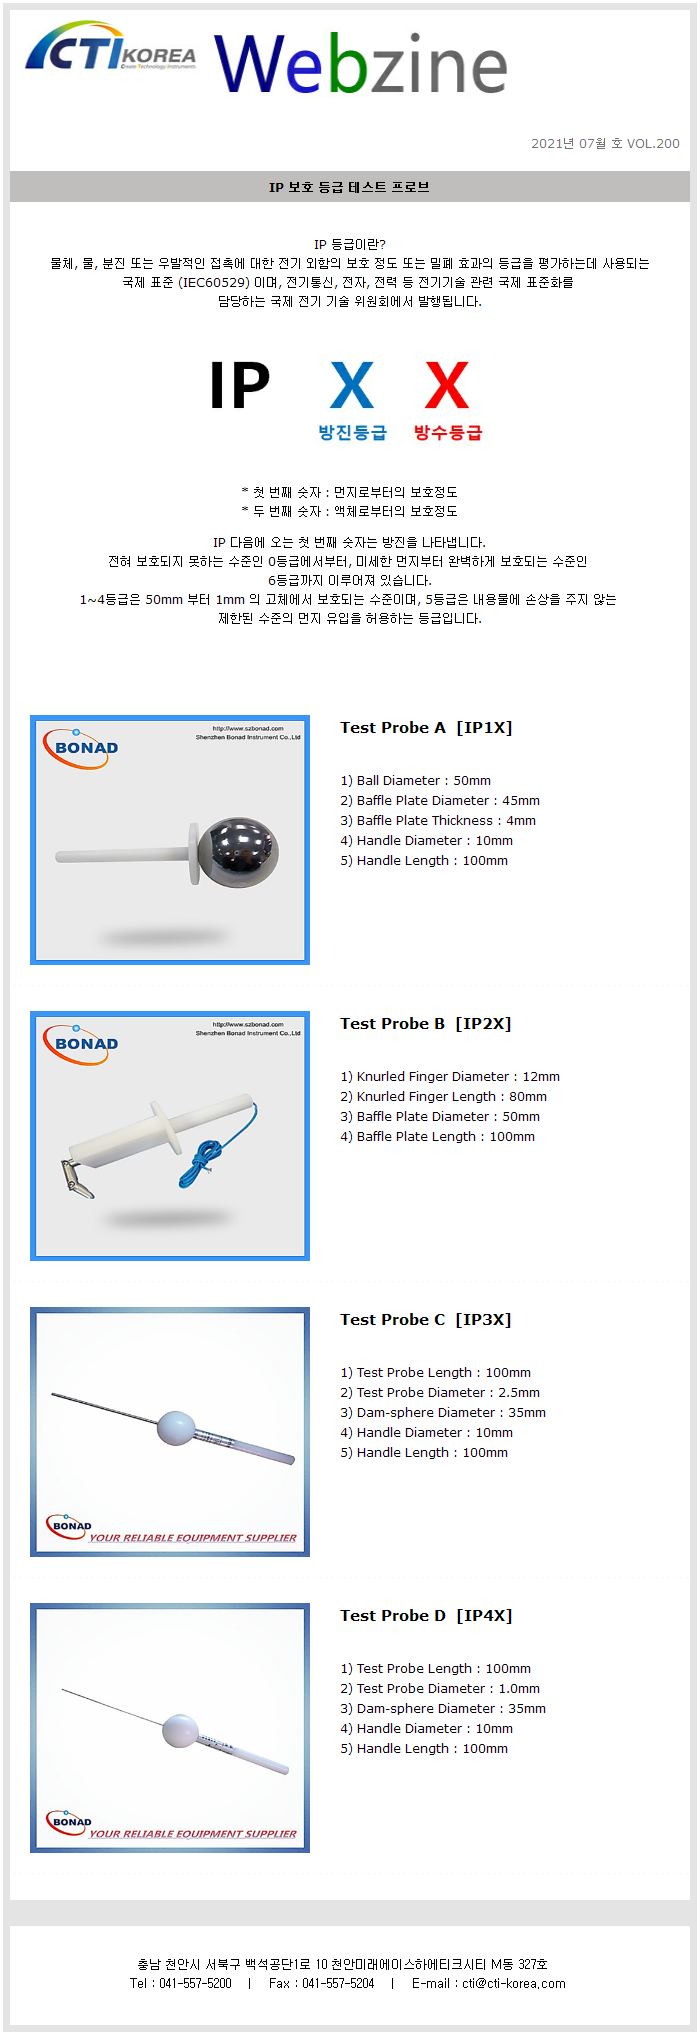 CTI KOREA
Create Technology Instruments
Webzine
2021년 07월 호 VOL.200
IP 보호 등급 테스트 프로브
IP 등급이란?
물체, 물, 분진 또는 우발적인 접촉에 대한 전기 외함의 보호 정도 또는 밀폐 효과의 등급을 평가하는데 사용되는
국제 표준 (IEC60529) 이며, 전기통신, 전자, 전력 등 전기기술 관련 국제 표준화를
담당하는 국제 전기 기술 위원회에서 발행됩니다.
IP X X
방진등급 방수등급
* 첫 번째 숫자 : 먼지로부터의 보호정도
* 두 번째 숫자 : 액체로부터의 보호정도
IP 다음에 오는 첫 번째 숫자는 방진을 나타냅니다.
전혀 보호되지 못하는 수준인 0등급에서부터, 미세한 먼지부터 완벽하게 보호되는 수준인
6등급까지 이루어져 있습니다.
1~4등급은 50mm 부터 1mm 의 고체에서 보호되는 수준이며, 5등급은 내용물에 손상을 주지 않는
제한된 수준의 먼지 유입을 허용하는 등급입니다.
BONAD
http://www.szbonad.com
Shenzhen Bonad Instrument Co.,Ltd
Test Probe A [IP1X]
1) Ball Diameter : 50mm
2) Baffle Plate Diameter : 45mm
3) Baffle Plate Thickness : 4mm
4) Handle Diameter : 10mm
5) Handle Length : 100mm
BONAD
http://www.szbonad.com
Shenzhen Bonad Instrument Co.,Ltd
Test Probe B [IP2X]
1) Knurled Finger Diameter : 12mm
2) Knurled Finger Length : 80mm
3) Baffle Plate Diameter : 50mm
4) Baffle Plate Length : 100mm
BONAD
YOUR RELIABLE EQUIPMENT SUPPLIER
Test Probe C [IP3X]
1) Test Probe Length : 100mm
2) Test Probe Diameter : 2.5mm
3) Dam-sphere Diameter : 35mm
4) Handle Diameter : 10mm
5) Handle Length : 100mm
BONAD
YOUR RELIABLE EQUIPMENT SUPPLIER
Test Probe D [IP4X]
1) Test Probe Length : 100mm
2) Test Probe Diameter : 1.0mm
3) Dam-sphere Diameter : 35mm
4) Handle Diameter : 10mm
5) Handle Length : 100mm
충남 천안시 서북구 백석공단1로 10 천안미래에이스하이테크시티 M동 327호
Tel : 041-557-5200 | Fax : 041-557-5204 | E-mail : cti@cti-korea.com